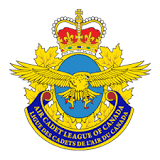 AIR CADET LEAGUE OF CANADA
LIGUE DES CADETS DE L'AIR DU CANADA